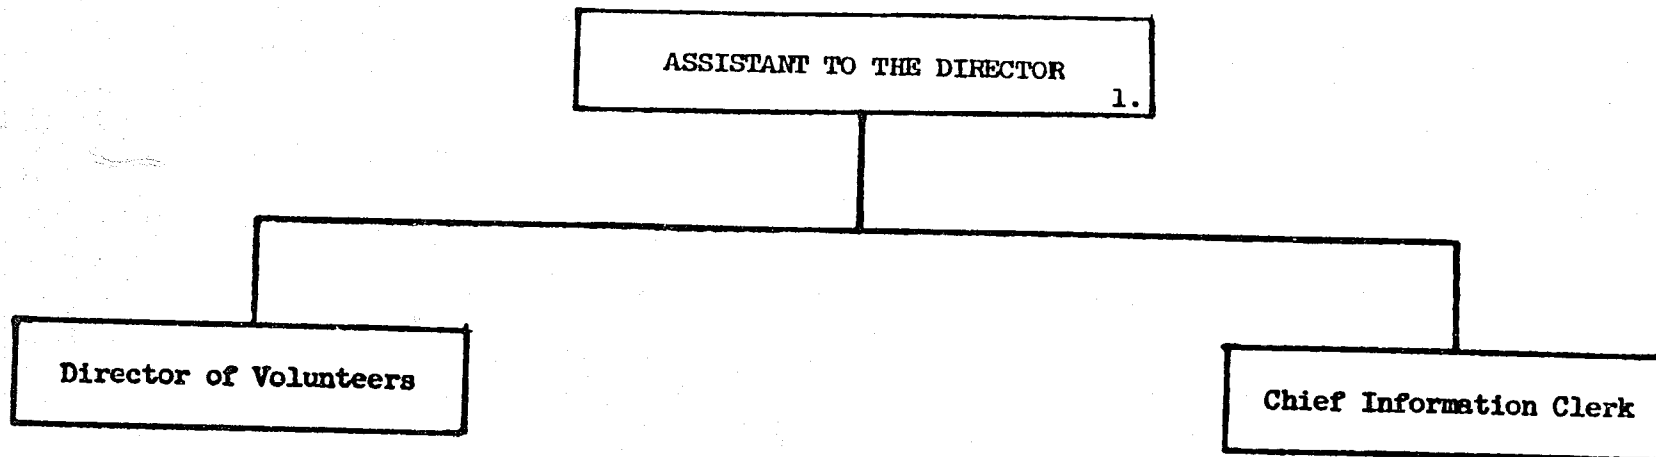 ASSISTANT TO THE DIRECTOR
1.
Director of Volunteers
Chief Information Clerk